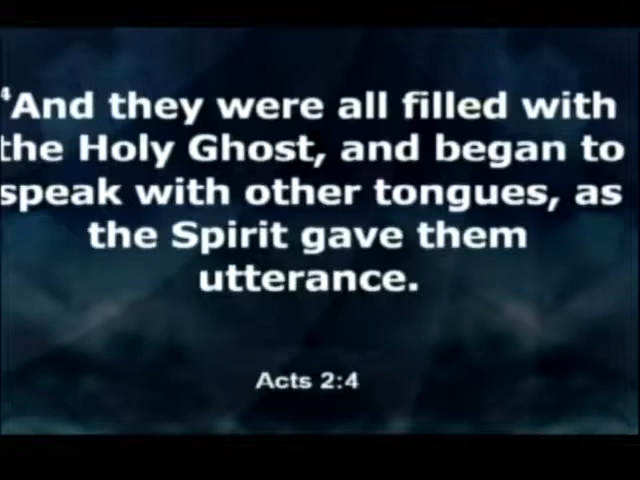 ⁴And they were all filled with
the Holy Ghost, and began to
speak with other tongues, as
the Spirit gave them
utterance.
Acts 2:4